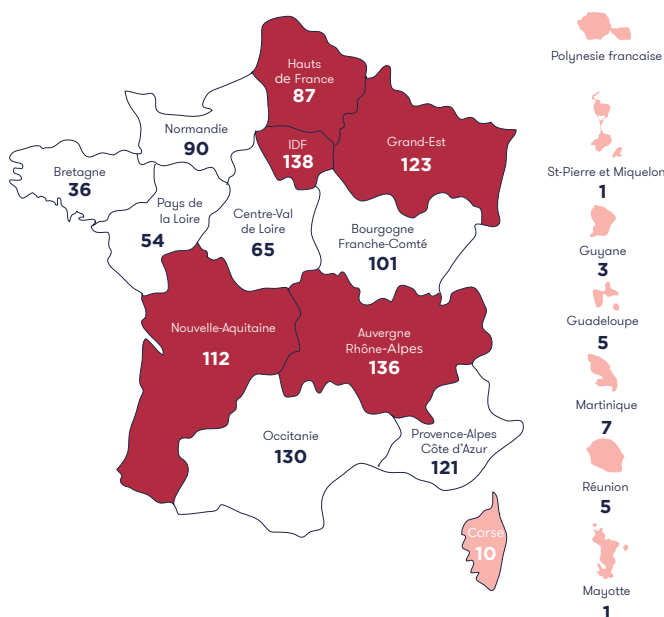 Hauts
de France
87
Normandie
90
IDF
138
Grand-Est
123
Bretagne
36
Pays de
la Loire
54
Centre-Val
de Loire
65
Bourgogne
Franche-Comté
101
Nouvelle-Aquitaine
112
Auvergne
Rhône-Alpes
136
Occitanie
130
Provence-Alpes
Côte d'Azur
121
Corse
10
Polynesie francaise
St-Pierre et Miquelon
1
Guyane
3
Guadeloupe
5
Martinique
7
Réunion
5
Mayotte
1